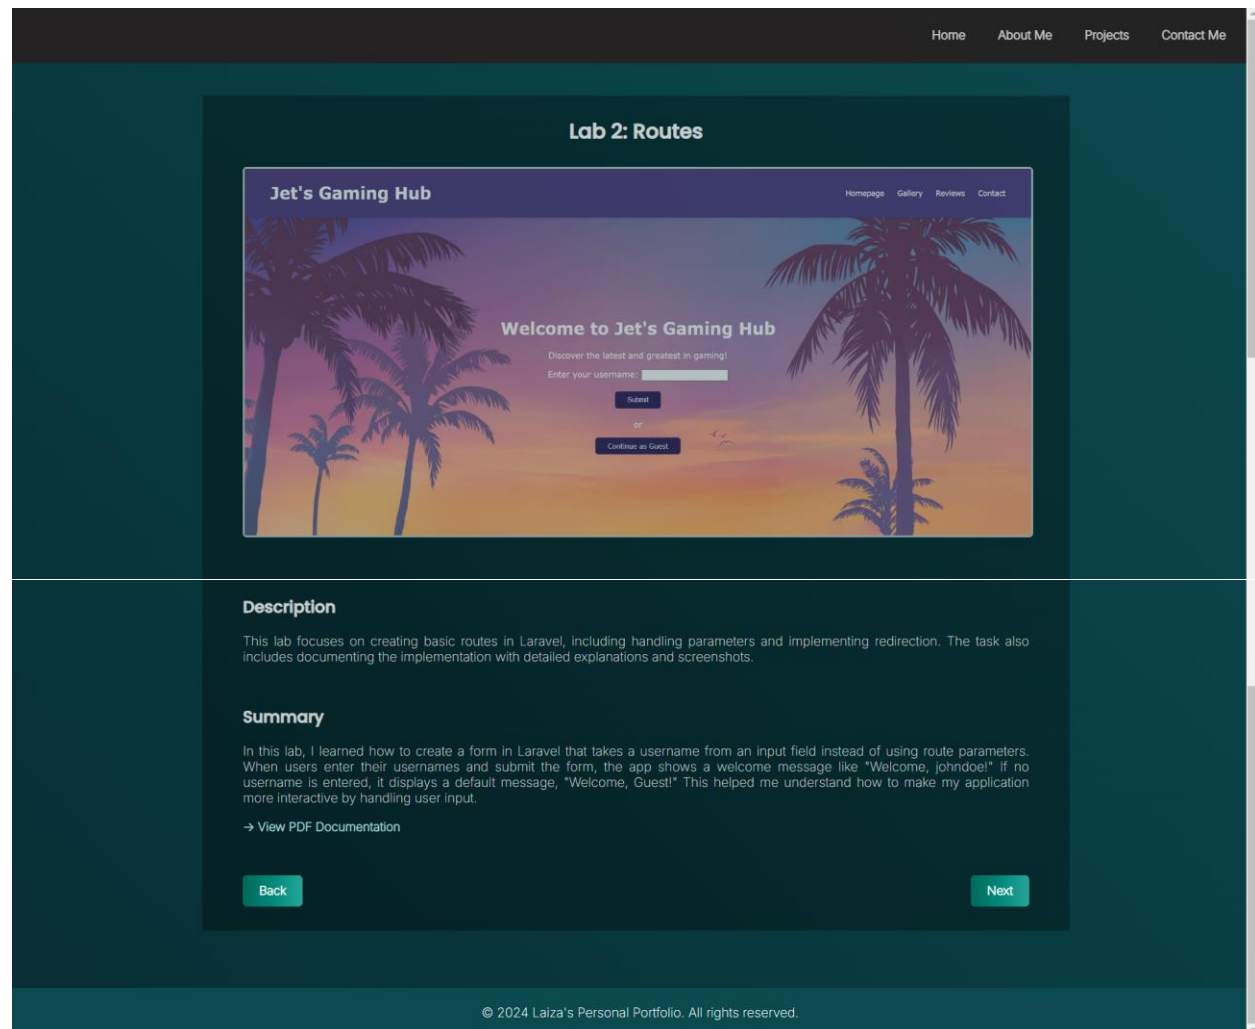 Home About Me Projects Contact Me
Lab 2: Routes
Jet's Gaming Hub
Homepage Gallery Reviews Contact
Welcome to Jet's Gaming Hub
Discover the latest and greatest in gaming!
Enter your username:
Submit
or
Continue as Guest
Description
This lab focuses on creating basic routes in Laravel, including handling parameters and implementing redirection. The task also
includes documenting the implementation with detailed explanations and screenshots.
Summary
In this lab, I learned how to create a form in Laravel that takes a username from an input field instead of using route parameters.
When users enter their usernames and submit the form, the app shows a welcome message like "Welcome, johndoe!" If no
username is entered, it displays a default message, "Welcome, Guest!" This helped me understand how to make my application
more interactive by handling user input.
→ View PDF Documentation
Back Next
© 2024 Laiza's Personal Portfolio. All rights reserved.